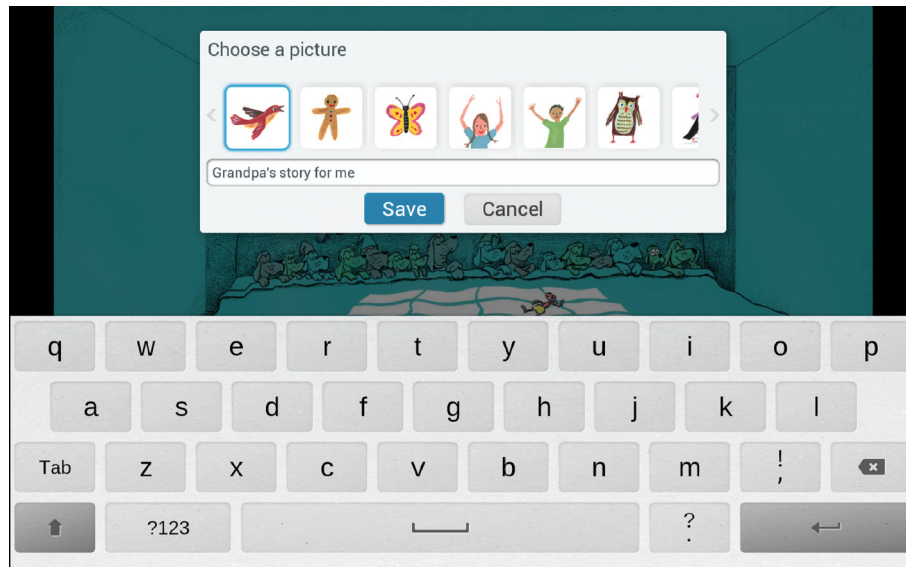 Choose a picture
Grandpa's story for me
Save Cancel
q w e r t y u i o p
a s d f g h j k l
Tab z x c v b n m ! ,
?123 ? .